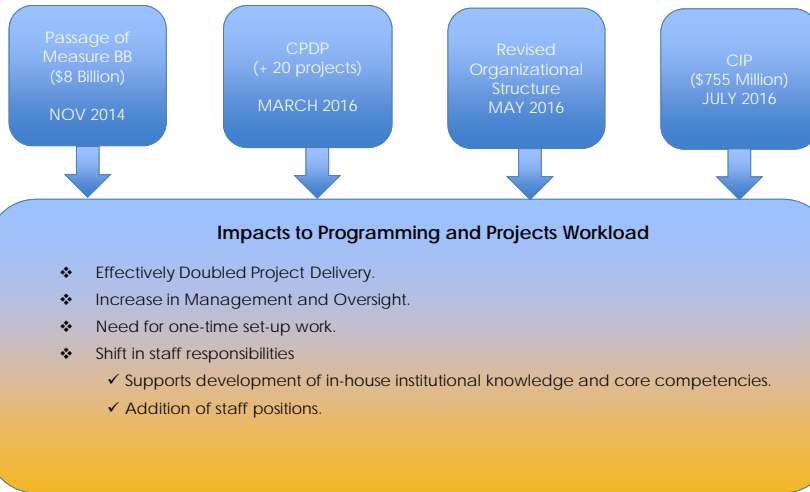 Passage of
Measure BB
($8 Billion)
NOV 2014
CPDP
(+ 20 projects)
MARCH 2016
Revised
Organizational
Structure
MAY 2016
CIP
($755 Million)
JULY 2016
Impacts to Programming and Projects Workload
❖ Effectively Doubled Project Delivery.
❖ Increase in Management and Oversight.
❖ Need for one-time set-up work.
❖ Shift in staff responsibilities
✓ Supports development of in-house institutional knowledge and core competencies.
✓ Addition of staff positions.